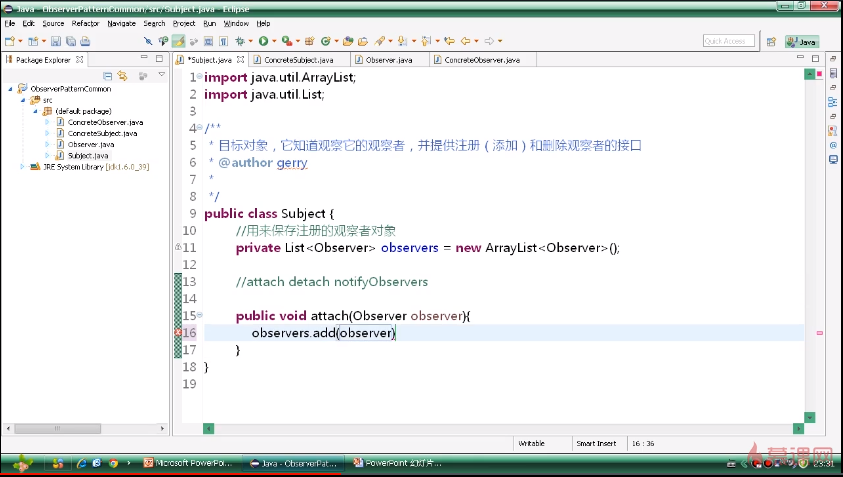 Java - ObserverPatternCommon/src/Subject.java - Eclipse
File Edit Source Refactor Navigate Search Project Run Window Help
Quick Access
Java
Package Explorer
*Subject.java ConcreteSubject.java Observer.java ConcreteObserver.java
ObserverPatternCommon
src
(default package)
ConcreteObserver.java
ConcreteSubject.java
Observer.java
Subject.java
JRE System Library [jdk1.6.0_39]
1 import java.util.ArrayList;
2 import java.util.List;
3
4 /**
5 * 目标对象，它知道观察它的观察者，并提供注册（添加）和删除观察者的接口
6 * @author gerry
7 *
8 */
9 public class Subject {
10 //用来保存注册的观察者对象
11 private List<Observer> observers = new ArrayList<Observer>();
12
13 //attach detach notifyObservers
14
15 public void attach(Observer observer){
16 observers.add(observer)
17 }
18 }
19
Writable Smart Insert 16 : 36
Microsoft PowerPoi... Java - ObserverPat... PowerPoint 幻灯片...
23:31
慕课网